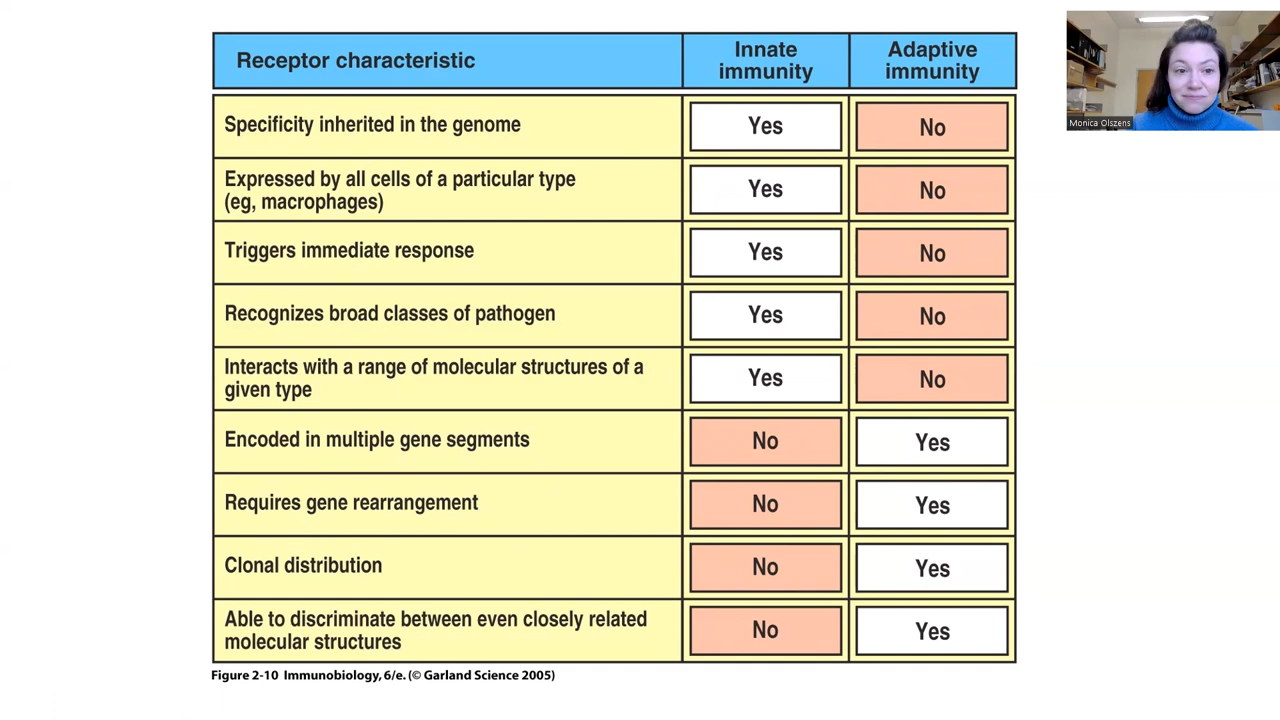 Receptor characteristic
Innate
immunity
Adaptive
immunity
Specificity inherited in the genome
Yes
No
Expressed by all cells of a particular type
(eg, macrophages)
Yes
No
Triggers immediate response
Yes
No
Recognizes broad classes of pathogen
Yes
No
Interacts with a range of molecular structures of a
given type
Yes
No
Encoded in multiple gene segments
No
Yes
Requires gene rearrangement
No
Yes
Clonal distribution
No
Yes
Able to discriminate between even closely related
molecular structures
No
Yes
Figure 2-10 Immunobiology, 6/e. (© Garland Science 2005)
Monica Olszens